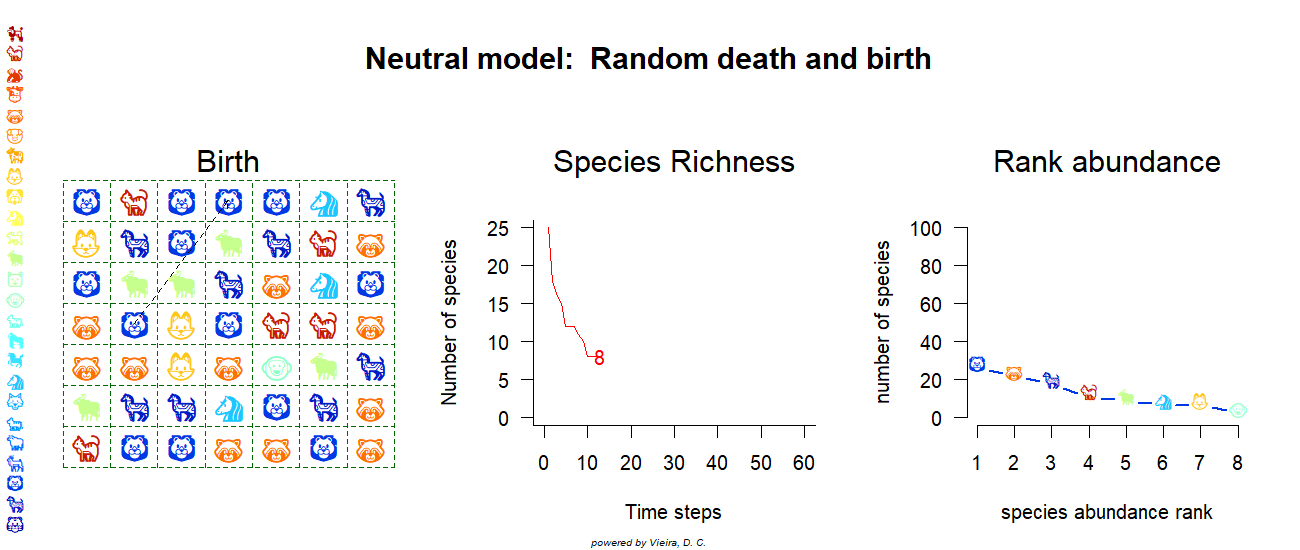 Neutral model:  Random death and birth
Birth
Species Richness
Rank abundance
Number of species
25
20
15
10
5
0
8
0 10 20 30 40 50 60
Time steps
number of species
100
80
60
40
20
0
1 2 3 4 5 6 7 8
species abundance rank
powered by Vieira, D. C.